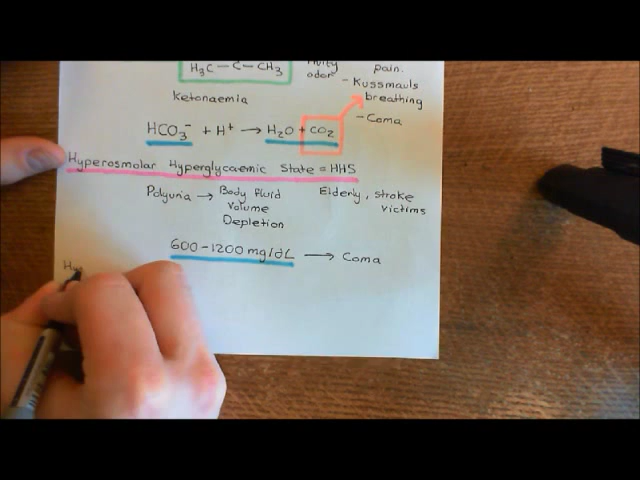 H₃C – C – CH₃
odor
pain.
- Kussmauls
breathing
- Coma
Ketonaemia
HCO₃⁻ + H⁺ → H₂O + CO₂
Hyperosmolar Hyperglycaemic State = HHS
Polyuria → Body fluid
Volume
Depletion
Elderly, stroke
victims
600-1200 mg/dL → Coma